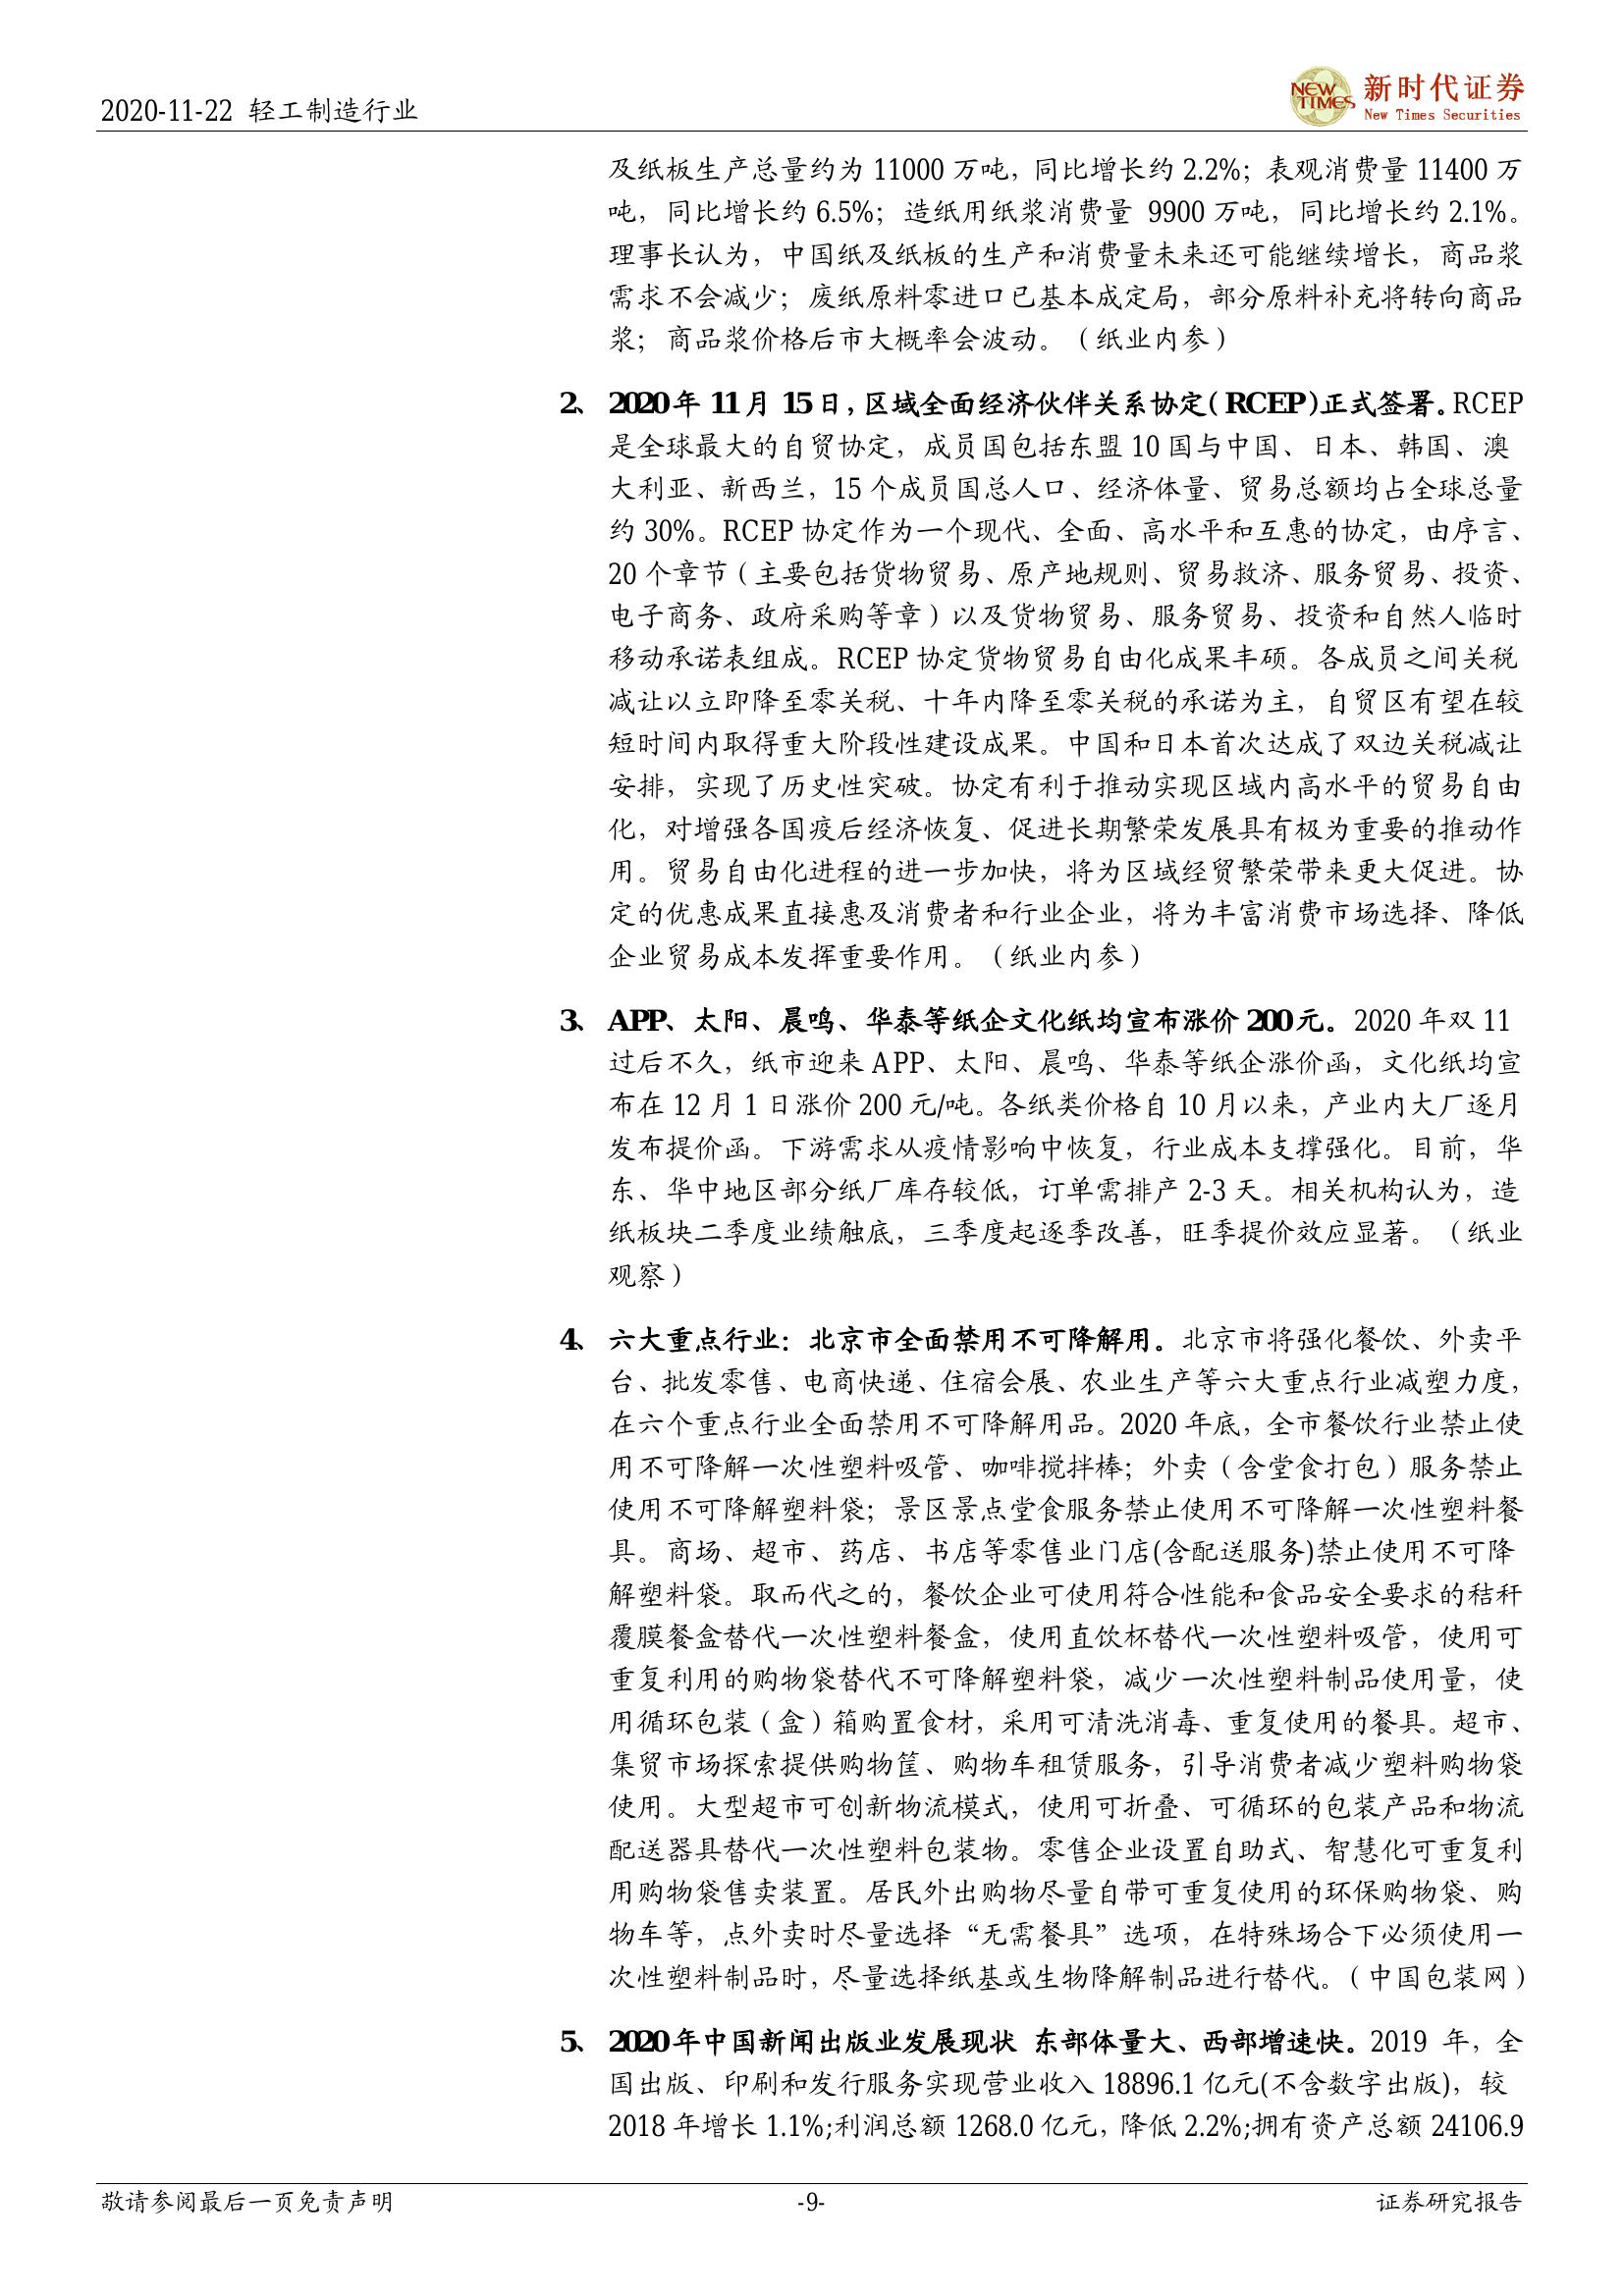 2020-11-22 轻工制造行业
NEW TIMES
新时代证券
New Times Securities
及纸板生产总量约为 11000 万吨，同比增长约 2.2%；表观消费量 11400 万
吨，同比增长约 6.5%；造纸用纸浆消费量 9900 万吨，同比增长约 2.1%。
理事长认为，中国纸及纸板的生产和消费量未来还可能继续增长，商品浆
需求不会减少；废纸原料零进口已基本成定局，部分原料补充将转向商品
浆；商品浆价格后市大概率会波动。（纸业内参）
2、 2020 年 11 月 15 日，区域全面经济伙伴关系协定（RCEP）正式签署。RCEP
是全球最大的自贸协定，成员国包括东盟 10 国与中国、日本、韩国、澳
大利亚、新西兰，15 个成员国总人口、经济体量、贸易总额均占全球总量
约 30%。RCEP 协定作为一个现代、全面、高水平和互惠的协定，由序言、
20 个章节（主要包括货物贸易、原产地规则、贸易救济、服务贸易、投资、
电子商务、政府采购等章）以及货物贸易、服务贸易、投资和自然人临时
移动承诺表组成。RCEP 协定货物贸易自由化成果丰硕。各成员之间关税
减让以立即降至零关税、十年内降至零关税的承诺为主，自贸区有望在较
短时间内取得重大阶段性建设成果。中国和日本首次达成了双边关税减让
安排，实现了历史性突破。协定有利于推动实现区域内高水平的贸易自由
化，对增强各国疫后经济恢复、促进长期繁荣发展具有极为重要的推动作
用。贸易自由化进程的进一步加快，将为区域经贸繁荣带来更大促进。协
定的优惠成果直接惠及消费者和行业企业，将为丰富消费市场选择、降低
企业贸易成本发挥重要作用。（纸业内参）
3、 APP、太阳、晨鸣、华泰等纸企文化纸均宣布涨价 200 元。2020 年双 11
过后不久，纸市迎来 APP、太阳、晨鸣、华泰等纸企涨价函，文化纸均宣
布在 12 月 1 日涨价 200 元/吨。各纸类价格自 10 月以来，产业内大厂逐月
发布提价函。下游需求从疫情影响中恢复，行业成本支撑强化。目前，华
东、华中地区部分纸厂库存较低，订单需排产 2-3 天。相关机构认为，造
纸板块二季度业绩触底，三季度起逐季改善，旺季提价效应显著。（纸业
观察）
4、 六大重点行业：北京市全面禁用不可降解用。北京市将强化餐饮、外卖平
台、批发零售、电商快递、住宿会展、农业生产等六大重点行业减塑力度，
在六个重点行业全面禁用不可降解用品。2020 年底，全市餐饮行业禁止使
用不可降解一次性塑料吸管、咖啡搅拌棒；外卖（含堂食打包）服务禁止
使用不可降解塑料袋；景区景点堂食服务禁止使用不可降解一次性塑料餐
具。商场、超市、药店、书店等零售业门店(含配送服务)禁止使用不可降
解塑料袋。取而代之的，餐饮企业可使用符合性能和食品安全要求的秸秆
覆膜餐盒替代一次性塑料餐盒，使用直饮杯替代一次性塑料吸管，使用可
重复利用的购物袋替代不可降解塑料袋，减少一次性塑料制品使用量，使
用循环包装（盒）箱购置食材，采用可清洗消毒、重复使用的餐具。超市、
集贸市场探索提供购物筐、购物车租赁服务，引导消费者减少塑料购物袋
使用。大型超市可创新物流模式，使用可折叠、可循环的包装产品和物流
配送器具替代一次性塑料包装物。零售企业设置自助式、智慧化可重复利
用购物袋售卖装置。居民外出购物尽量自带可重复使用的环保购物袋、购
物车等，点外卖时尽量选择“无需餐具”选项，在特殊场合下必须使用一
次性塑料制品时，尽量选择纸基或生物降解制品进行替代。（中国包装网）
5、 2020 年中国新闻出版业发展现状 东部体量大、西部增速快。2019 年，全
国出版、印刷和发行服务实现营业收入 18896.1 亿元(不含数字出版)，较
2018 年增长 1.1%;利润总额 1268.0 亿元，降低 2.2%;拥有资产总额 24106.9
敬请参阅最后一页免责声明
-9-
证券研究报告